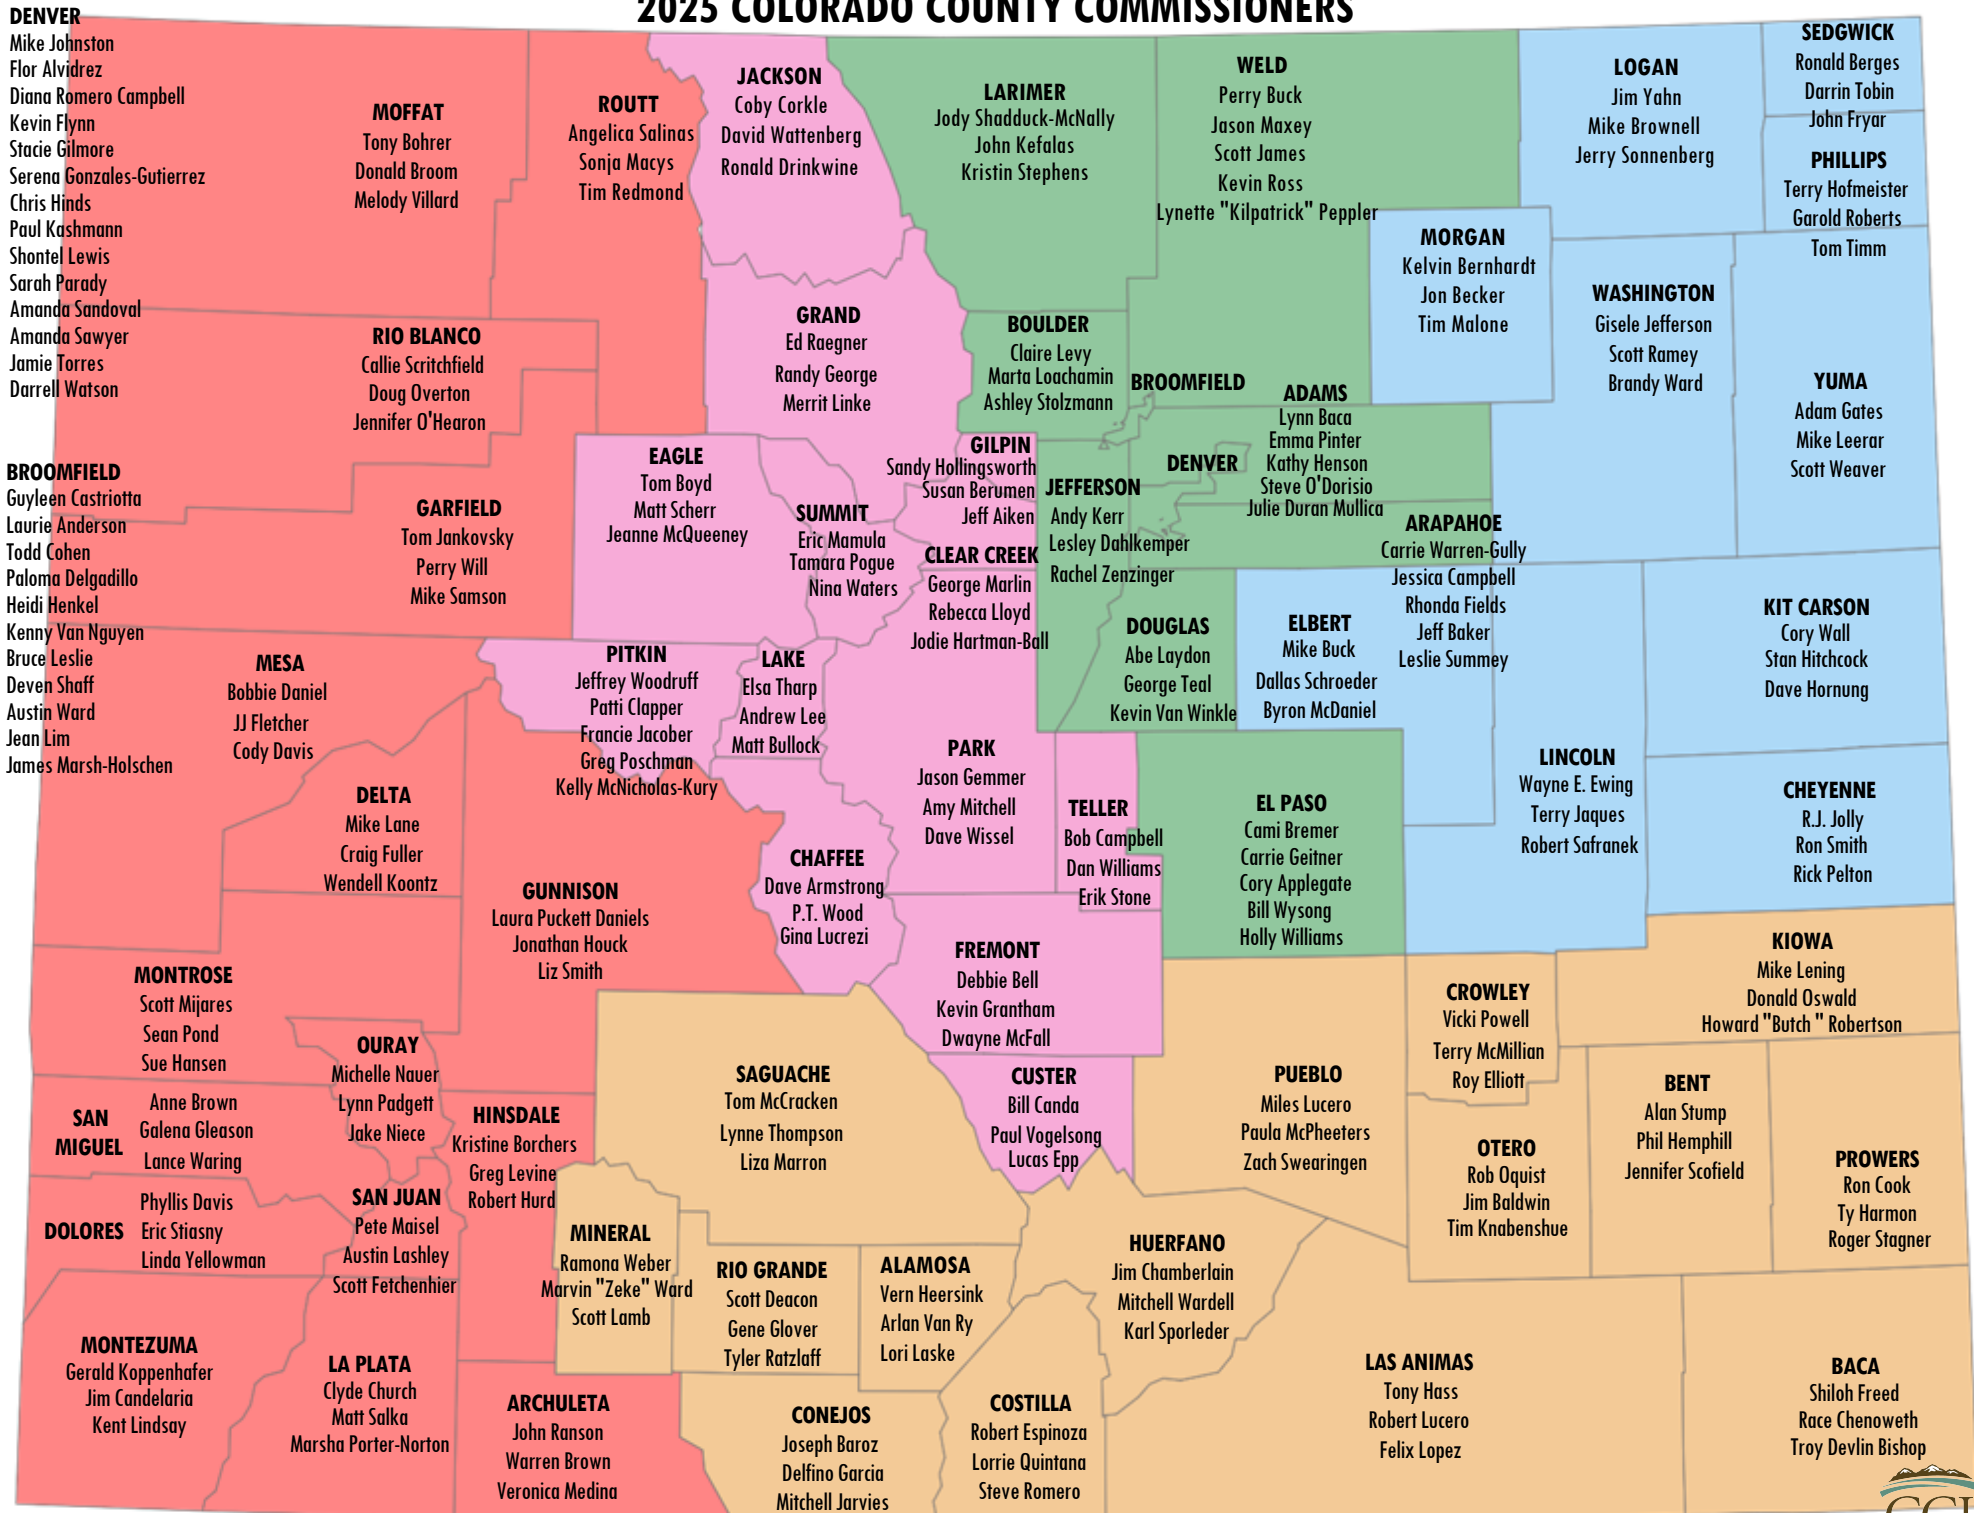 2025 COLORADO COUNTY COMMISSIONERS
DENVER
Mike Johnston
Flor Alvidrez
Diana Romero Campbell
Kevin Flynn
Stacie Gilmore
Serena Gonzales-Gutierrez
Chris Hinds
Paul Kashmann
Shontel Lewis
Sarah Parady
Amanda Sandoval
Amanda Sawyer
Jamie Torres
Darrell Watson
BROOMFIELD
Guyleen Castriotta
Laurie Anderson
Todd Cohen
Paloma Delgadillo
Heidi Henkel
Kenny Van Nguyen
Bruce Leslie
Deven Shaff
Austin Ward
Jean Lim
James Marsh-Holschen
MOFFAT
Tony Bohrer
Donald Broom
Melody Villard
ROUTT
Angelica Salinas
Sonja Macys
Tim Redmond
JACKSON
Coby Corkle
David Wattenberg
Ronald Drinkwine
LARIMER
Jody Shadduck-McNally
John Kefalas
Kristin Stephens
WELD
Perry Buck
Jason Maxey
Scott James
Kevin Ross
Lynette "Kilpatrick" Peppler
LOGAN
Jim Yahn
Mike Brownell
Jerry Sonnenberg
SEDGWICK
Ronald Berges
Darrin Tobin
John Fryar
PHILLIPS
Terry Hofmeister
Garold Roberts
Tom Timm
MORGAN
Kelvin Bernhardt
Jon Becker
Tim Malone
WASHINGTON
Gisele Jefferson
Scott Ramey
Brandy Ward
YUMA
Adam Gates
Mike Leerar
Scott Weaver
RIO BLANCO
Callie Scritchfield
Doug Overton
Jennifer O'Hearon
GRAND
Ed Raegner
Randy George
Merrit Linke
BOULDER
Claire Levy
Marta Loachamin
Ashley Stolzmann
BROOMFIELD
ADAMS
Lynn Baca
Emma Pinter
Kathy Henson
Steve O'Dorisio
Julie Duran Mullica
DENVER
GARFIELD
Tom Jankovsky
Perry Will
Mike Samson
EAGLE
Tom Boyd
Matt Scherr
Jeanne McQueeney
SUMMIT
Eric Mamula
Tamara Pogue
Nina Waters
GILPIN
Sandy Hollingsworth
Susan Berumen
Jeff Aiken
CLEAR CREEK
George Marlin
Rebecca Lloyd
Jodie Hartman-Ball
JEFFERSON
Andy Kerr
Lesley Dahlkemper
Rachel Zenzinger
ARAPAHOE
Carrie Warren-Gully
Jessica Campbell
Rhonda Fields
Jeff Baker
Leslie Summey
DOUGLAS
Abe Laydon
George Teal
Kevin Van Winkle
ELBERT
Mike Buck
Dallas Schroeder
Byron McDaniel
KIT CARSON
Cory Wall
Stan Hitchcock
Dave Hornung
MESA
Bobbie Daniel
JJ Fletcher
Cody Davis
PITKIN
Jeffrey Woodruff
Patti Clapper
Francie Jacober
Greg Poschman
Kelly McNicholas-Kury
LAKE
Elsa Tharp
Andrew Lee
Matt Bullock
PARK
Jason Gemmer
Amy Mitchell
Dave Wissel
TELLER
Bob Campbell
Dan Williams
Erik Stone
EL PASO
Cami Bremer
Carrie Geitner
Cory Applegate
Bill Wysong
Holly Williams
LINCOLN
Wayne E. Ewing
Terry Jaques
Robert Safranek
CHEYENNE
R.J. Jolly
Ron Smith
Rick Pelton
DELTA
Mike Lane
Craig Fuller
Wendell Koontz
GUNNISON
Laura Puckett Daniels
Jonathan Houck
Liz Smith
CHAFFEE
Dave Armstrong
P.T. Wood
Gina Lucrezi
FREMONT
Debbie Bell
Kevin Grantham
Dwayne McFall
KIOWA
Mike Lening
Donald Oswald
Howard "Butch " Robertson
CROWLEY
Vicki Powell
Terry McMillian
Roy Elliott
MONTROSE
Scott Mijares
Sean Pond
Sue Hansen
OURAY
Michelle Nauer
Lynn Padgett
Jake Niece
SAGUACHE
Tom McCracken
Lynne Thompson
Liza Marron
CUSTER
Bill Canda
Paul Vogelsong
Lucas Epp
PUEBLO
Miles Lucero
Paula McPheeters
Zach Swearingen
OTERO
Rob Oquist
Jim Baldwin
Tim Knabenshue
BENT
Alan Stump
Phil Hemphill
Jennifer Scofield
PROWERS
Ron Cook
Ty Harmon
Roger Stagner
SAN
MIGUEL
Anne Brown
Galena Gleason
Lance Waring
HINSDALE
Kristine Borchers
Greg Levine
Robert Hurd
DOLORES
Phyllis Davis
Eric Stiasny
Linda Yellowman
SAN JUAN
Pete Maisel
Austin Lashley
Scott Fetchenhier
MINERAL
Ramona Weber
Marvin "Zeke" Ward
Scott Lamb
RIO GRANDE
Scott Deacon
Gene Glover
Tyler Ratzlaff
ALAMOSA
Vern Heersink
Arlan Van Ry
Lori Laske
HUERFANO
Jim Chamberlain
Mitchell Wardell
Karl Sporleder
MONTEZUMA
Gerald Koppenhafer
Jim Candelaria
Kent Lindsay
LA PLATA
Clyde Church
Matt Salka
Marsha Porter-Norton
ARCHULETA
John Ranson
Warren Brown
Veronica Medina
CONEJOS
Joseph Baroz
Delfino Garcia
Mitchell Jarvies
COSTILLA
Robert Espinoza
Lorrie Quintana
Steve Romero
LAS ANIMAS
Tony Hass
Robert Lucero
Felix Lopez
BACA
Shiloh Freed
Race Chenoweth
Troy Devlin Bishop
CCI